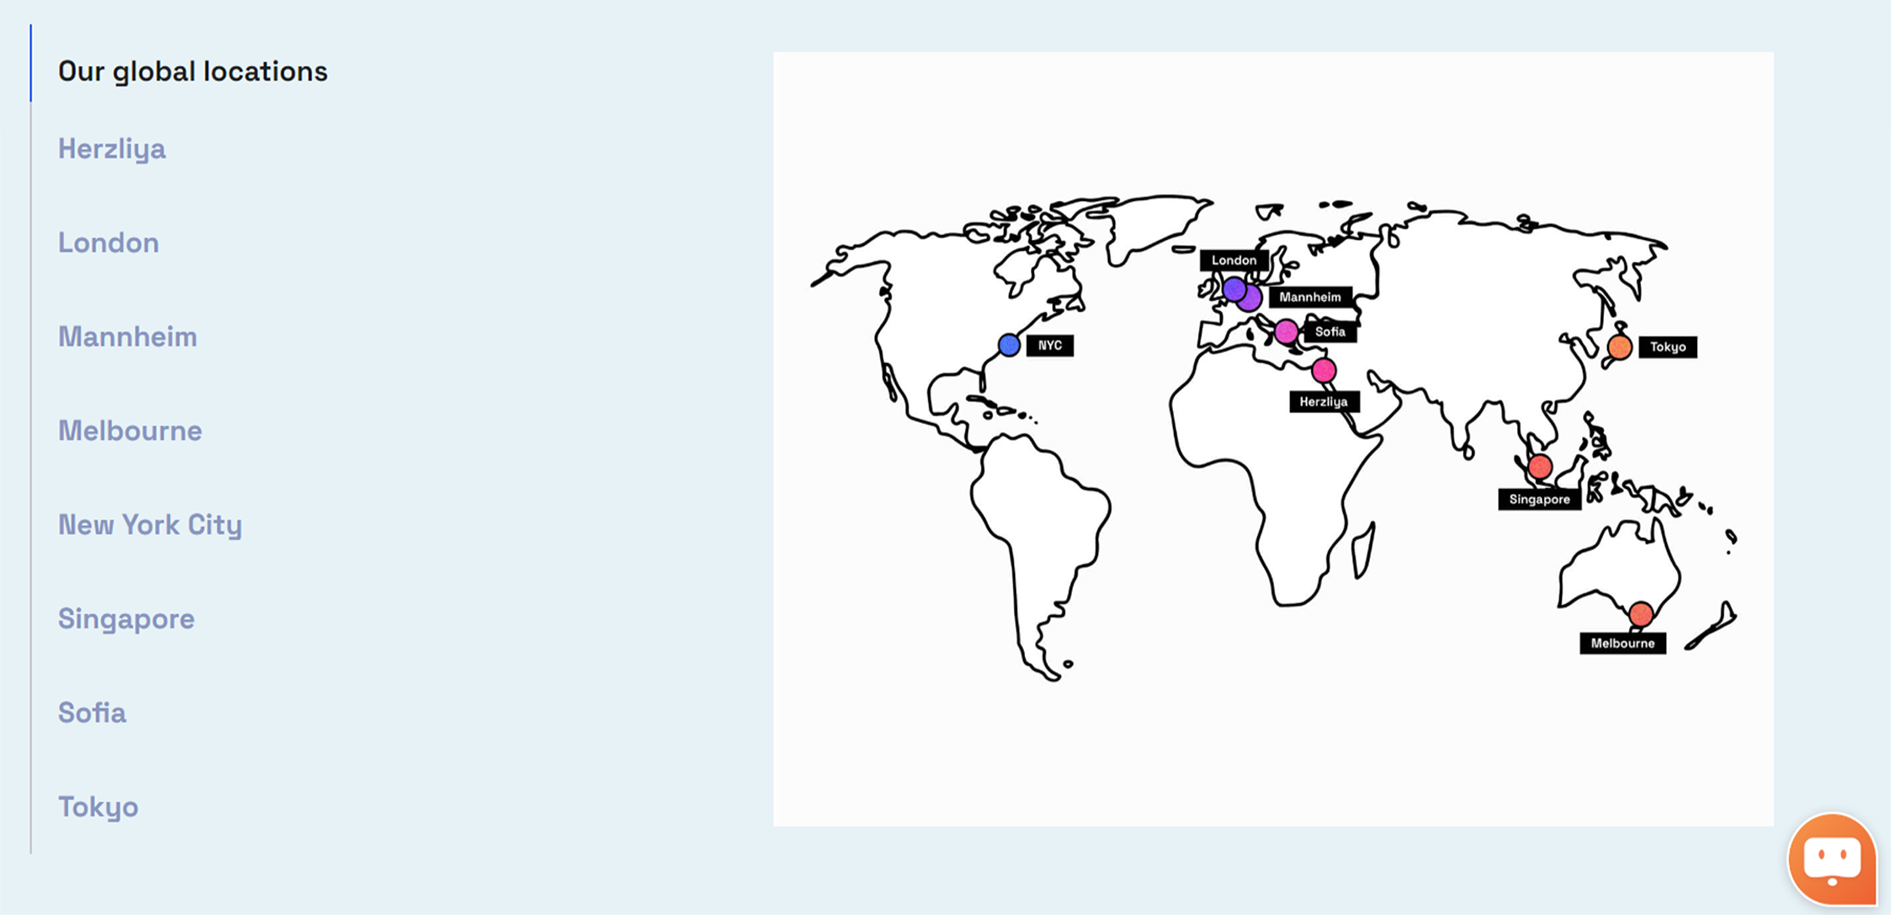 Our global locations
Herzliya
London
Mannheim
Melbourne
New York City
Singapore
Sofia
Tokyo
London
Mannheim
Sofia
NYC
Tokyo
Herzliya
Singapore
Melbourne